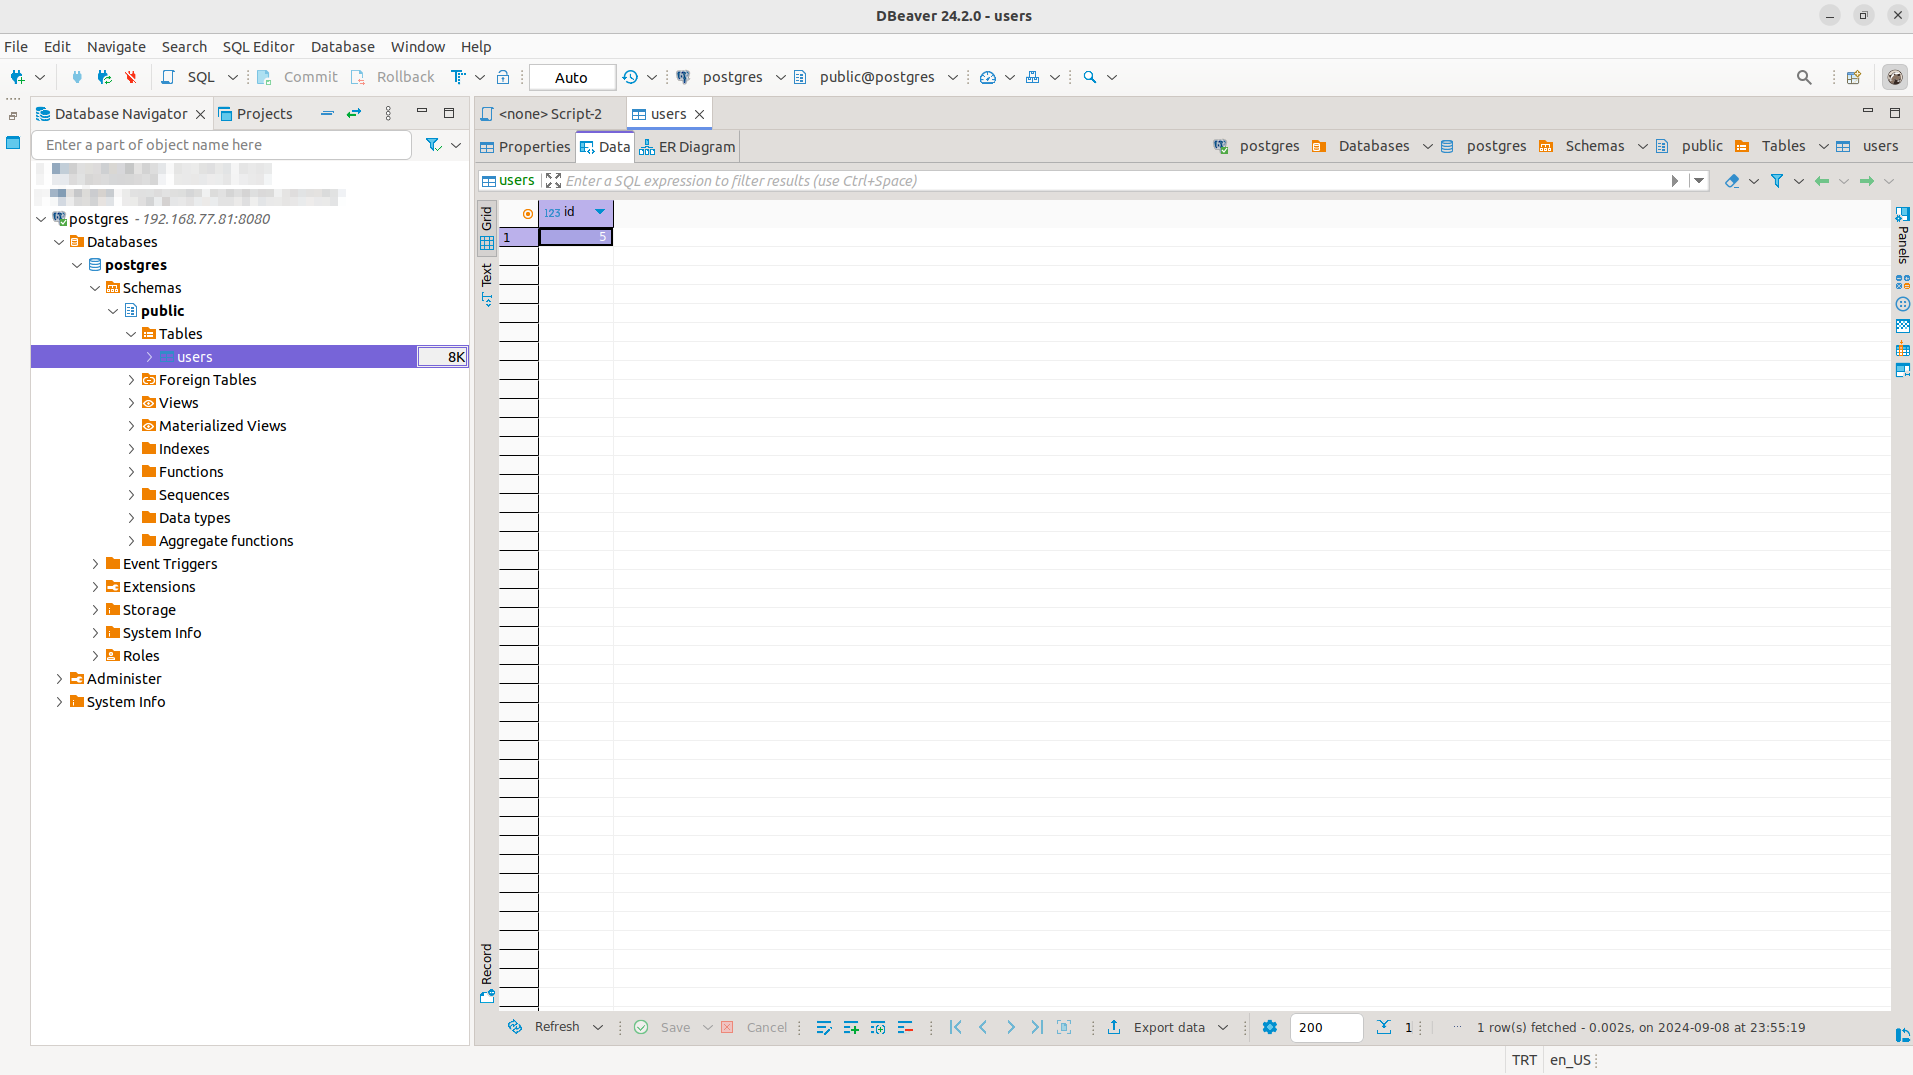 DBeaver 24.2.0 - users
File Edit Navigate Search SQL Editor Database Window Help
SQL Commit Rollback Auto postgres public@postgres
Database Navigator Projects
<none> Script-2 users
Enter a part of object name here
Properties Data ER Diagram postgres Databases postgres Schemas public Tables users
users Enter a SQL expression to filter results (use Ctrl+Space)
postgres - 192.168.77.81:8080
Databases
postgres
Schemas
public
Tables
users 8K
Foreign Tables
Views
Materialized Views
Indexes
Functions
Sequences
Data types
Aggregate functions
Event Triggers
Extensions
Storage
System Info
Roles
Administer
System Info
Grid
Text
Record
123 id
1 5
Panels
Refresh Save Cancel Export data 200 1 ... 1 row(s) fetched - 0.002s, on 2024-09-08 at 23:55:19
TRT en_US